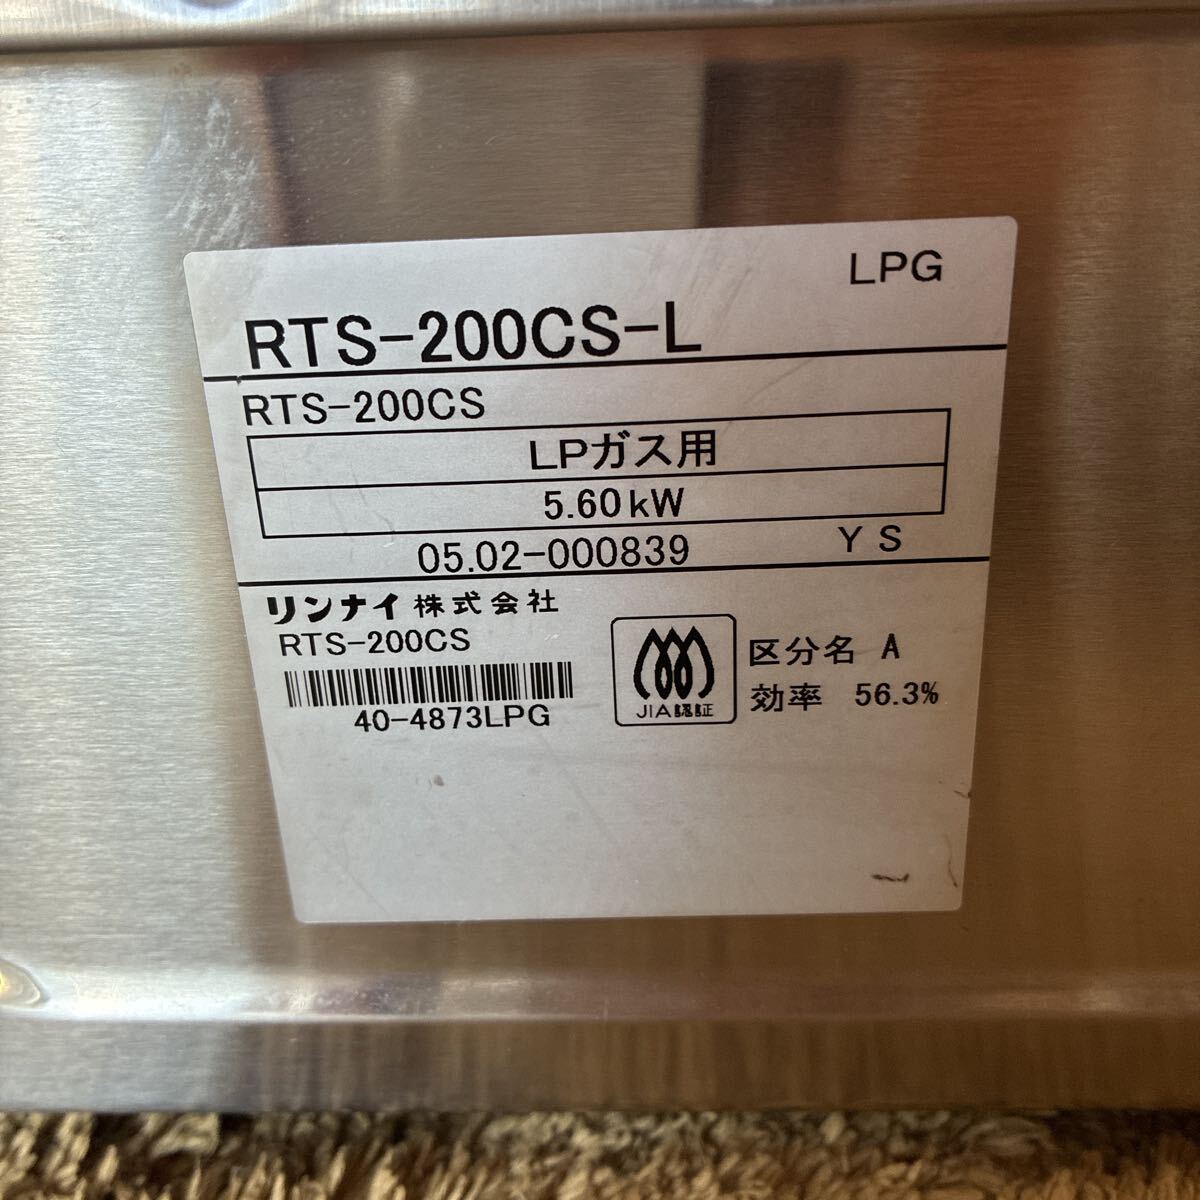 LPG
RTS-200CS-L
RTS-200CS
LPガス用
5.60kW
05.02-000839 YS
リンナイ株式会社
RTS-200CS
40-4873LPG
JIA認証
区分名 A
効率 56.3%